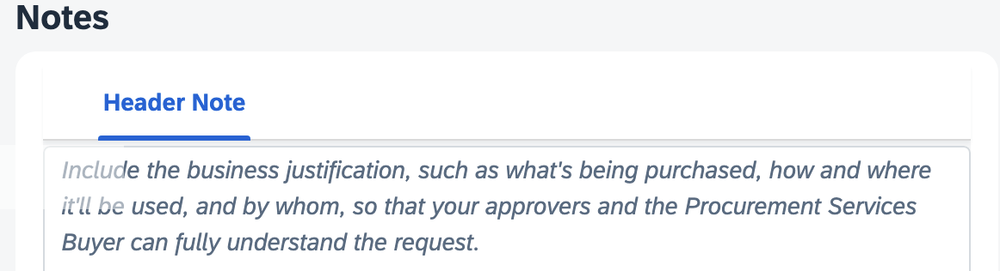 Notes
Header Note
Include the business justification, such as what's being purchased, how and where
it'll be used, and by whom, so that your approvers and the Procurement Services
Buyer can fully understand the request.